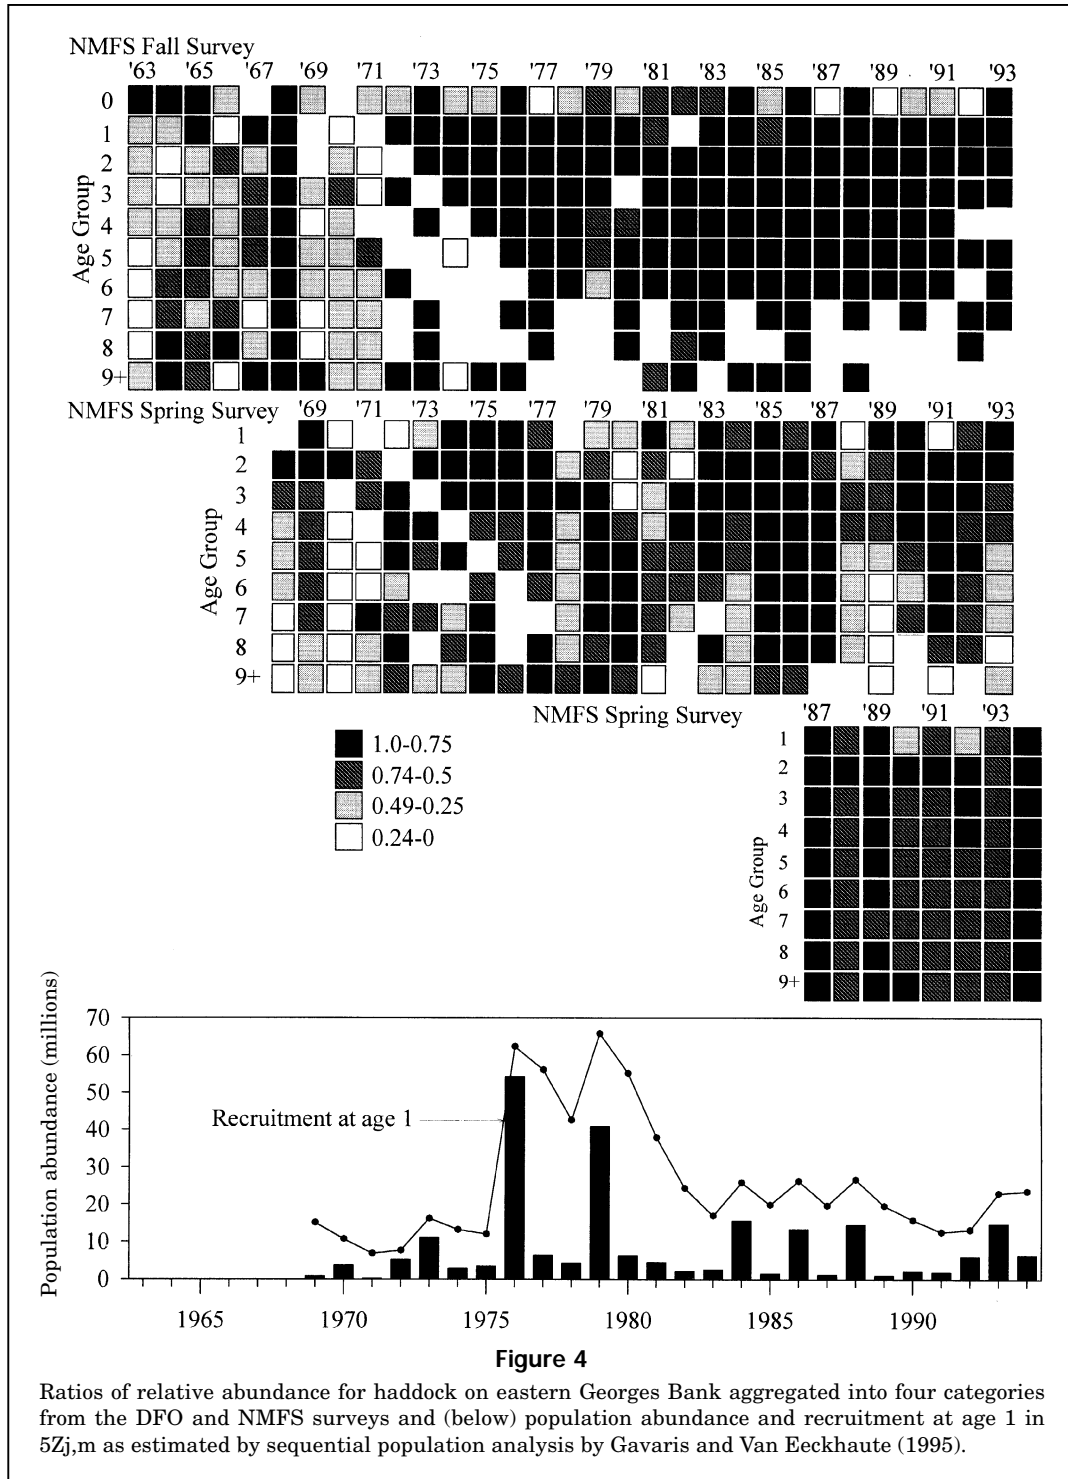 NMFS Fall Survey
'63 '65 '67 '69 '71 '73 '75 '77 '79 '81 '83 '85 '87 '89 '91 '93
Age Group
0
1
2
3
4
5
6
7
8
9+
NMFS Spring Survey '69 '71 '73 '75 '77 '79 '81 '83 '85 '87 '89 '91 '93
Age Group
1
2
3
4
5
6
7
8
9+
NMFS Spring Survey '87 '89 '91 '93
Age Group
1
2
3
4
5
6
7
8
9+
1.0-0.75
0.74-0.5
0.49-0.25
0.24-0
Population abundance (millions)
70
60
50
40
30
20
10
0
Recruitment at age 1
1965 1970 1975 1980 1985 1990
Figure 4
Ratios of relative abundance for haddock on eastern Georges Bank aggregated into four categories
from the DFO and NMFS surveys and (below) population abundance and recruitment at age 1 in
5Zj,m as estimated by sequential population analysis by Gavaris and Van Eeckhaute (1995).